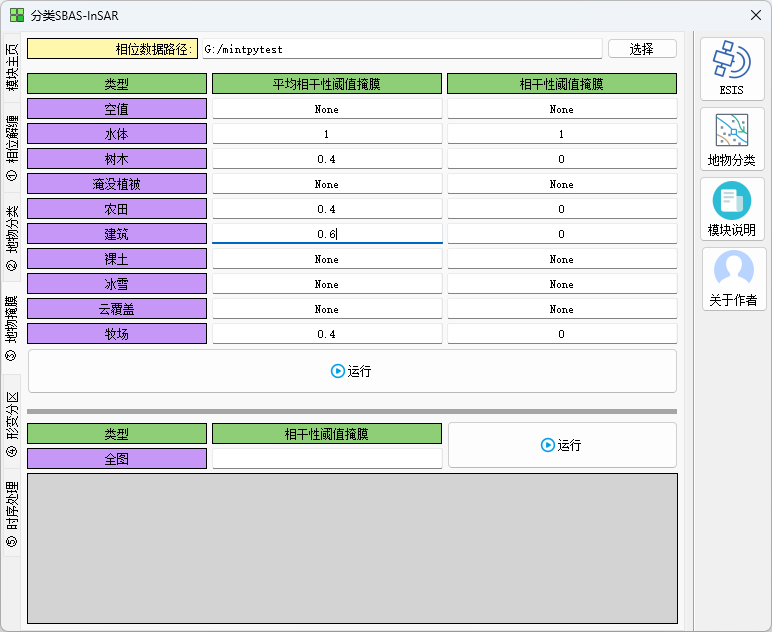 分类SBAS-InSAR
模块主页
① 相位解缠
② 地物分类
③ 地物掩膜
④ 形变分区
⑤ 时序处理
相位数据路径: G:/mintpytest 选择
类型 平均相干性阈值掩膜 相干性阈值掩膜
空值 None None
水体 1 1
树木 0.4 0
淹没植被 None None
农田 0.4 0
建筑 0.6 0
裸土 None None
冰雪 None None
云覆盖 None None
牧场 0.4 0
运行
类型 相干性阈值掩膜 运行
全图
ESIS
地物分类
模块说明
关于作者